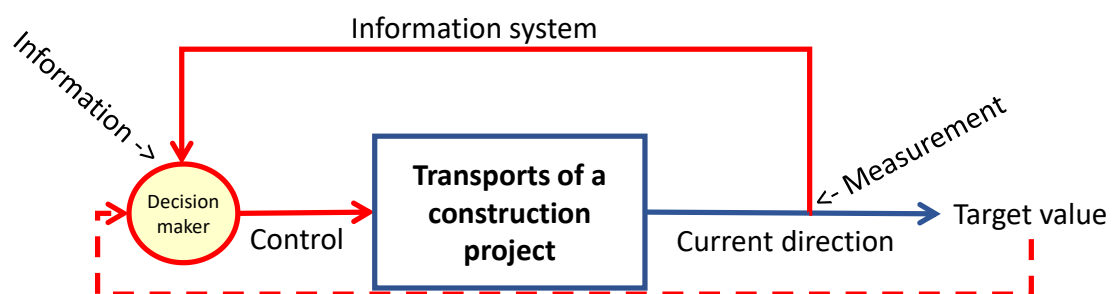 Information system
Information ->
<- Measurement
Decision
maker
Control
Transports of a
construction
project
Current direction
Target value